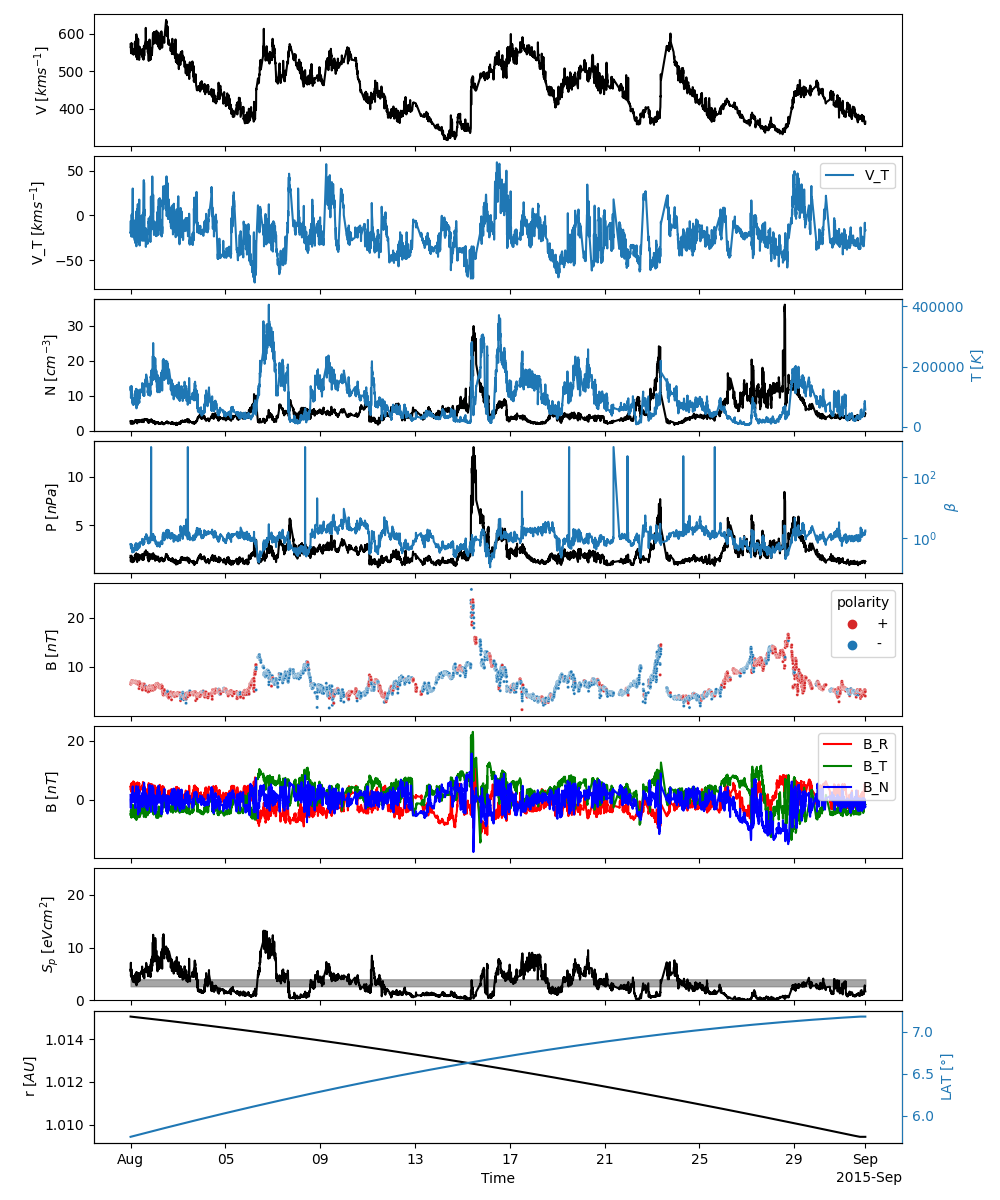 V [kms⁻¹]
600
500
400
V_T [kms⁻¹]
50
0
−50
V_T
N [cm⁻³]
30
20
10
0
400000
200000
0
T [K]
P [nPa]
10
5
10²
10⁰
β
B [nT]
20
10
polarity
+
-
B [nT]
20
0
B_R
B_T
B_N
Sₚ [eVcm²]
20
10
0
r [AU]
1.014
1.012
1.010
7.0
6.5
6.0
LAT [°]
Aug 05 09 13 17 21 25 29 Sep
Time
2015-Sep